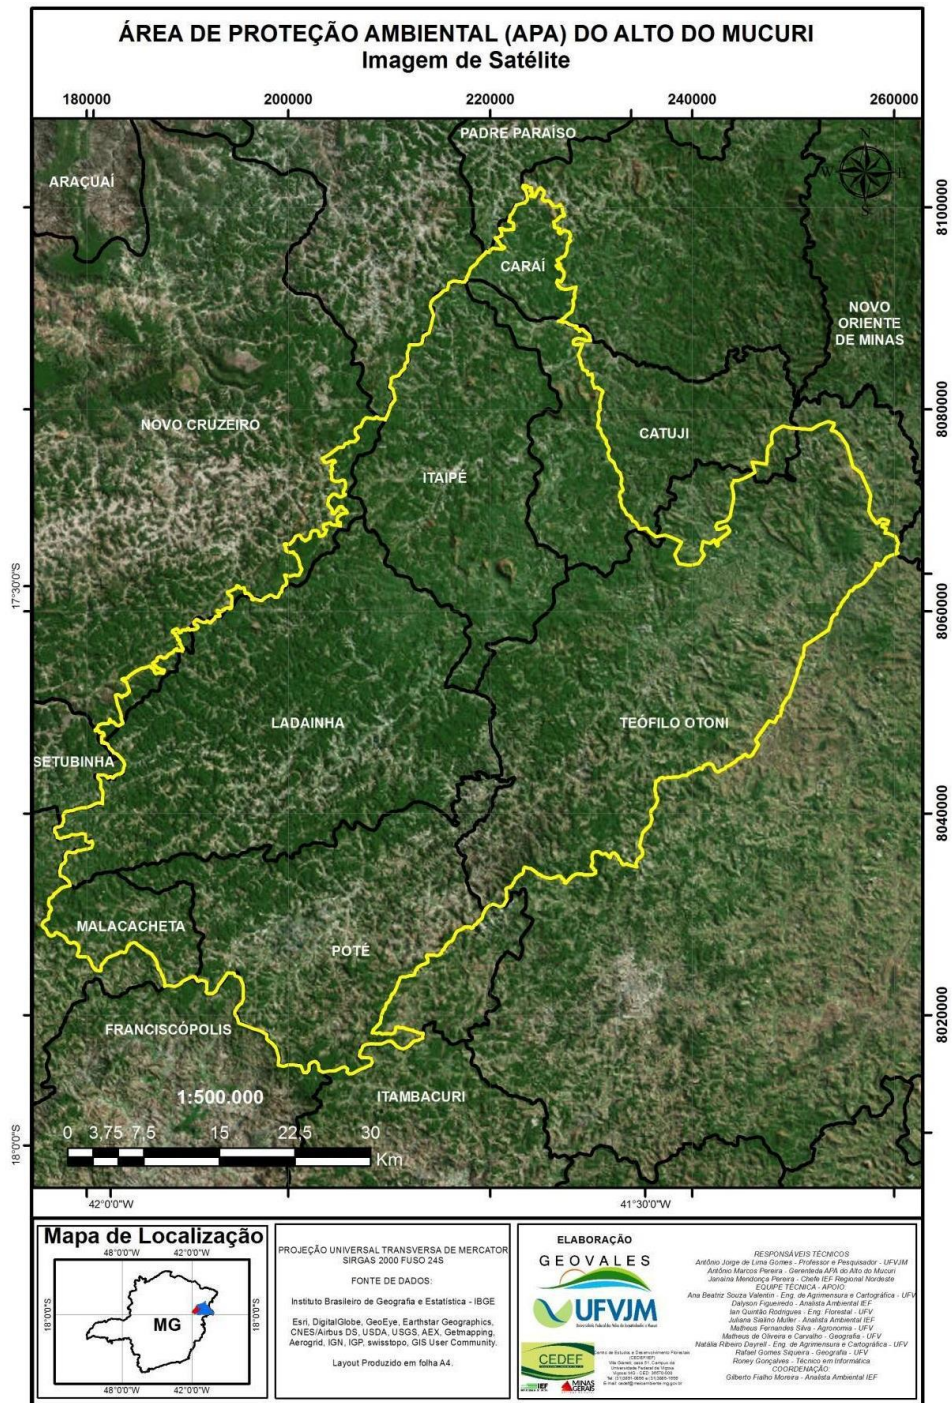 ÁREA DE PROTEÇÃO AMBIENTAL (APA) DO ALTO DO MUCURI
Imagem de Satélite
180000 200000 220000 240000 260000
PADRE PARAÍSO
N
W E
S
ARAÇUAÍ
8100000
CARAÍ
NOVO
ORIENTE
DE MINAS
8080000
NOVO CRUZEIRO
CATUJI
ITAIPÉ
17°30'0"S
8060000
LADAINHA
TEÓFILO OTONI
SETUBINHA
8040000
MALACACHETA
POTÉ
8020000
FRANCISCÓPOLIS
1:500.000
ITAMBACURI
0 3,75 7,5 15 22,5 30
Km
18°0'0"S
42°0'0"W 41°30'0"W
Mapa de Localização
48°0'0"W 42°0'0"W
18°0'0"S
MG
18°0'0"S
48°0'0"W 42°0'0"W
PROJEÇÃO UNIVERSAL TRANSVERSA DE MERCATOR
SIRGAS 2000 FUSO 24S
FONTE DE DADOS:
Instituto Brasileiro de Geografia e Estatística - IBGE
Esri, DigitalGlobe, GeoEye, Earthstar Geographics,
CNES/Airbus DS, USDA, USGS, AEX, Getmapping,
Aerogrid, IGN, IGP, swisstopo, GIS User Community.
Layout Produzido em folha A4.
ELABORAÇÃO
GEOVALES
UFVJM
CEDEF
IEF
MINAS
GERAIS
RESPONSÁVEIS TÉCNICOS
Antônio Jorge de Lima Gomes - Professor e Pesquisador - UFVJM
Antônio Marcos Pereira - Gerenteda APA do Alto do Mucuri
Janaina Mendonça Pereira - Chefe IEF Regional Nordeste
EQUIPE TÉCNICA - APOIO:
Ana Beatriz Souza Valentin - Eng. de Agrimensura e Cartográfica - UFV
Dalyson Figueiredo - Analista Ambiental IEF
Ian Quintão Rodrigues - Eng. Florestal - UFV
Juliana Sialino Muller - Analista Ambiental IEF
Matheus Fernandes Silva - Agronomia - UFV
Matheus de Oliveira e Carvalho - Geografia - UFV
Natália Ribeiro Dayrell - Eng. de Agrimensura e Cartográfica - UFV
Rafael Gomes Siqueira - Geografia - UFV
Roney Gonçalves - Técnico em Informática
COORDENAÇÃO:
Gilberto Fialho Moreira - Analista Ambiental IEF